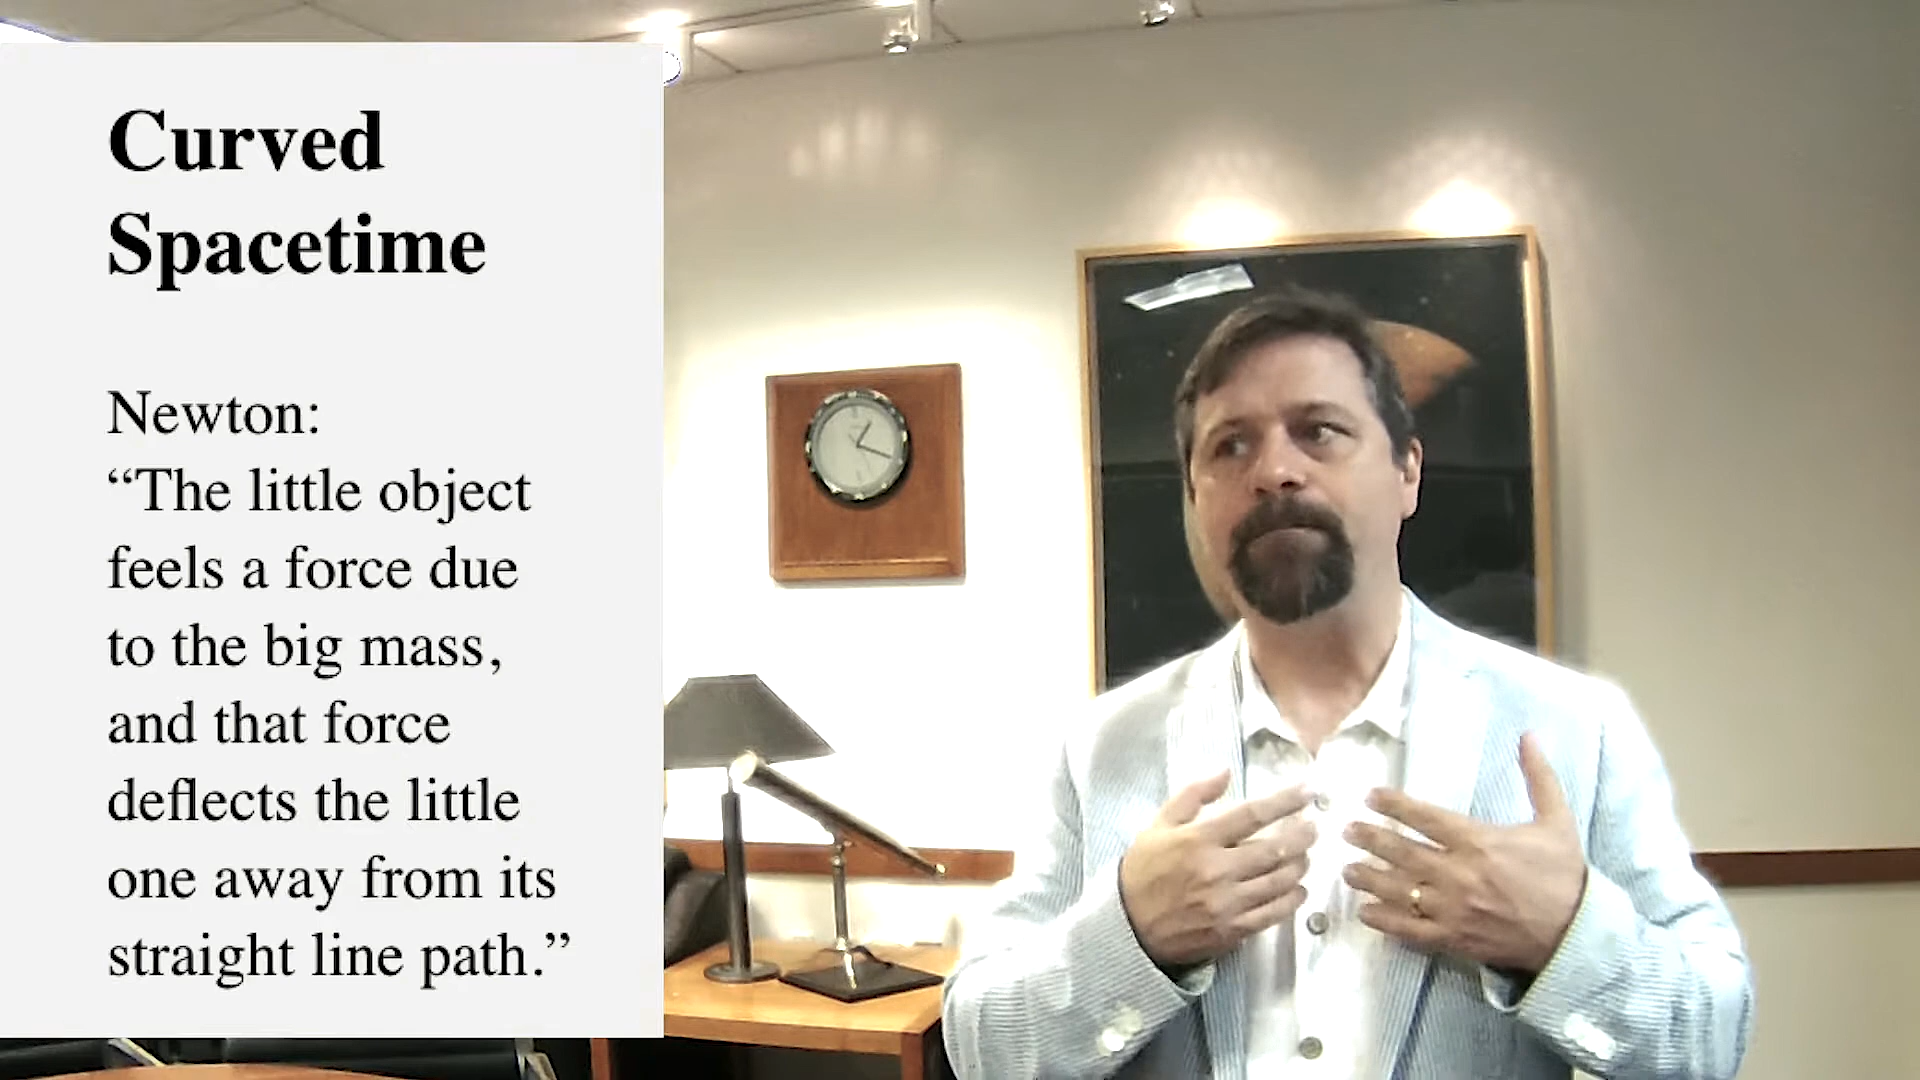 Curved
Spacetime
Newton:
“The little object
feels a force due
to the big mass,
and that force
deflects the little
one away from its
straight line path.”